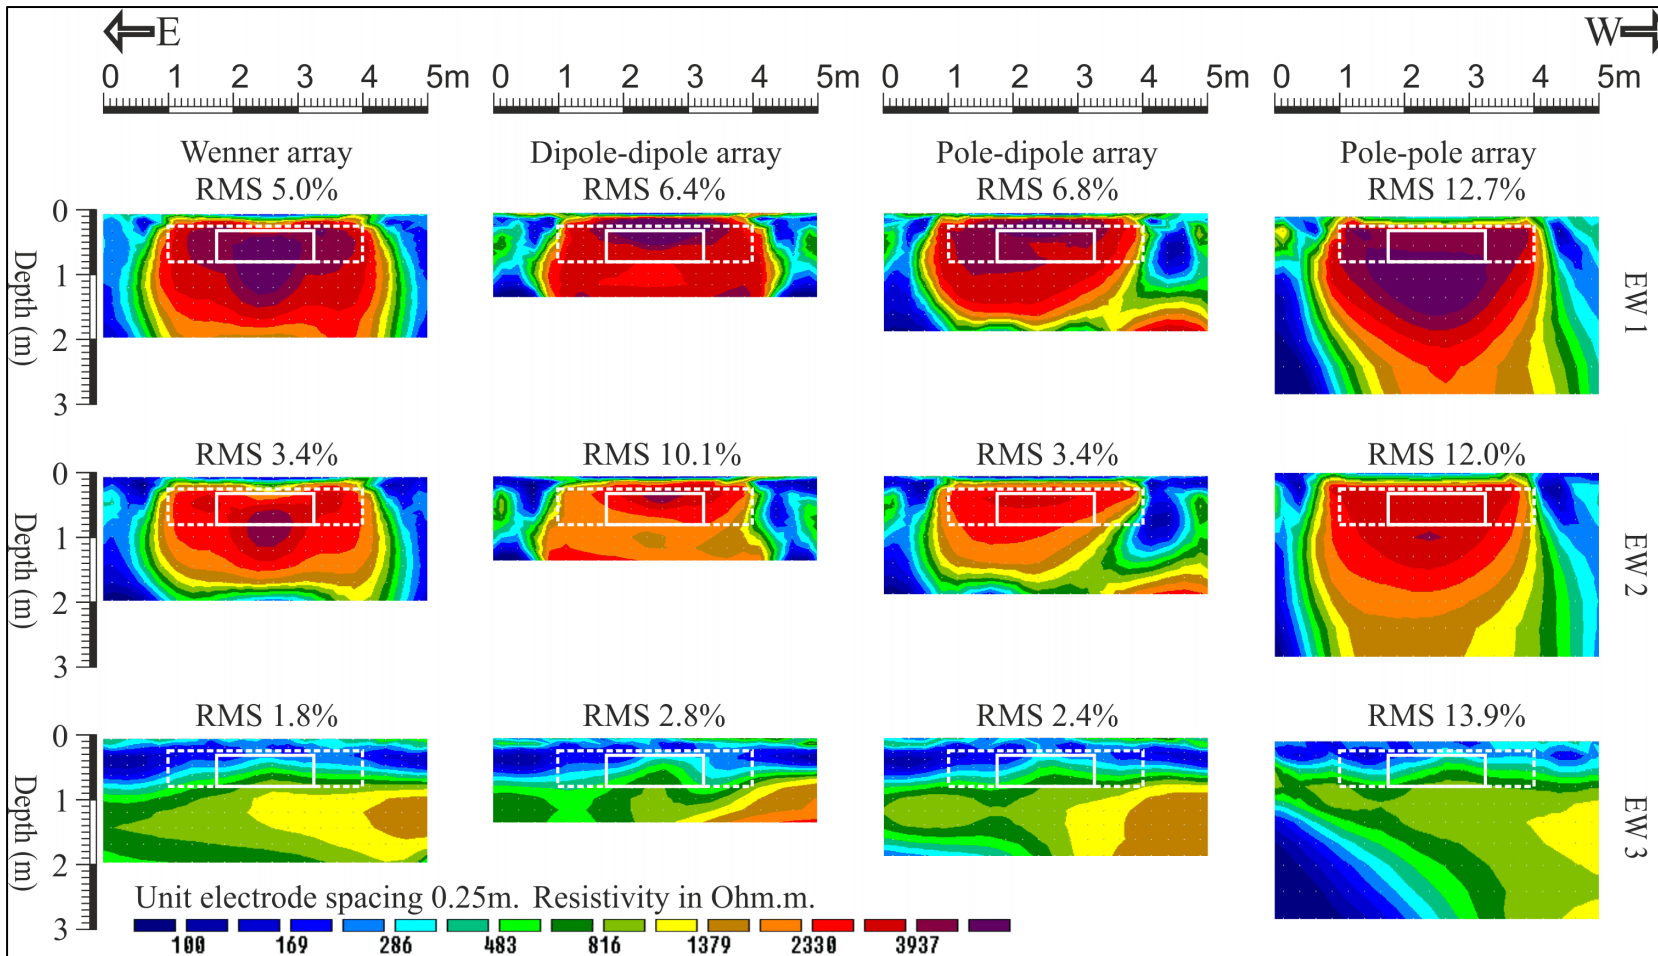 E W
0 1 2 3 4 5m 0 1 2 3 4 5m 0 1 2 3 4 5m 0 1 2 3 4 5m
Wenner array Dipole-dipole array Pole-dipole array Pole-pole array
RMS 5.0% RMS 6.4% RMS 6.8% RMS 12.7%
0
1
2
3
Depth (m)
EW 1
RMS 3.4% RMS 10.1% RMS 3.4% RMS 12.0%
0
1
2
3
Depth (m)
EW 2
RMS 1.8% RMS 2.8% RMS 2.4% RMS 13.9%
0
1
2
3
Depth (m)
EW 3
Unit electrode spacing 0.25m. Resistivity in Ohm.m.
100 169 286 483 816 1379 2330 3937